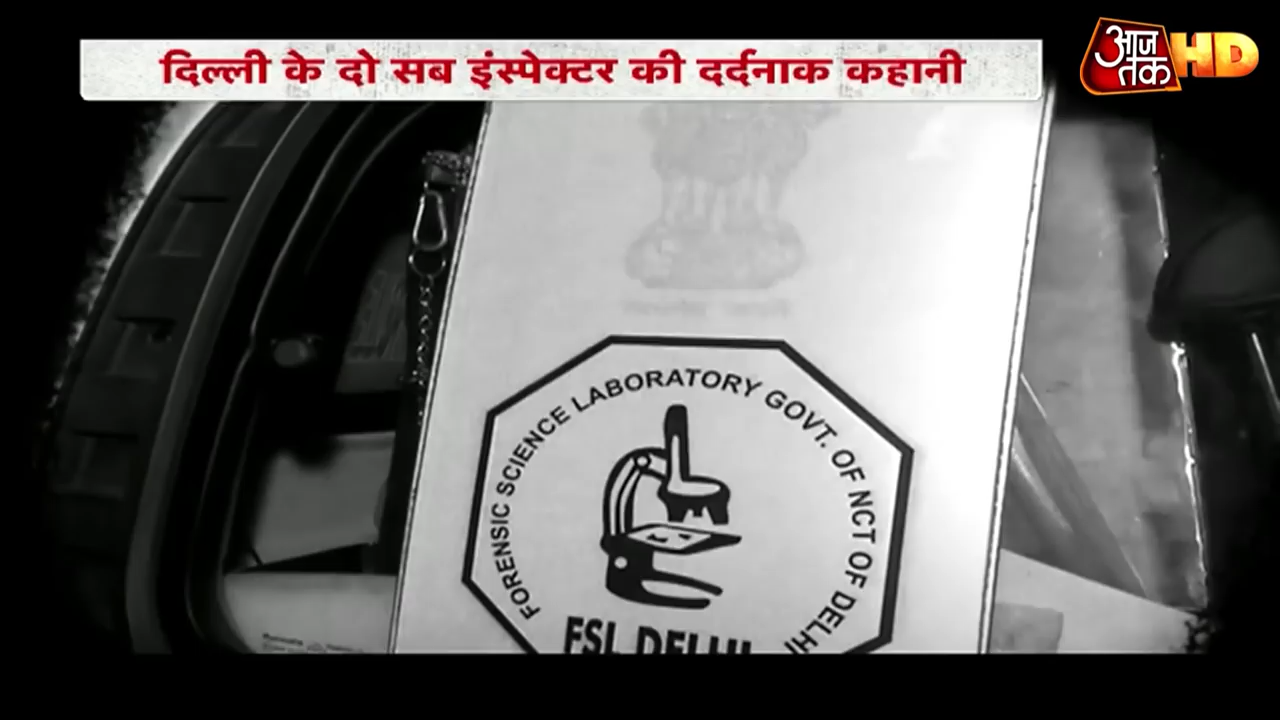 दिल्ली के दो सब इंस्पेक्टर की दर्दनाक कहानी
आज
तक HD
FORENSIC SCIENCE LABORATORY GOVT. OF NCT OF DELHI
FSL DELHI